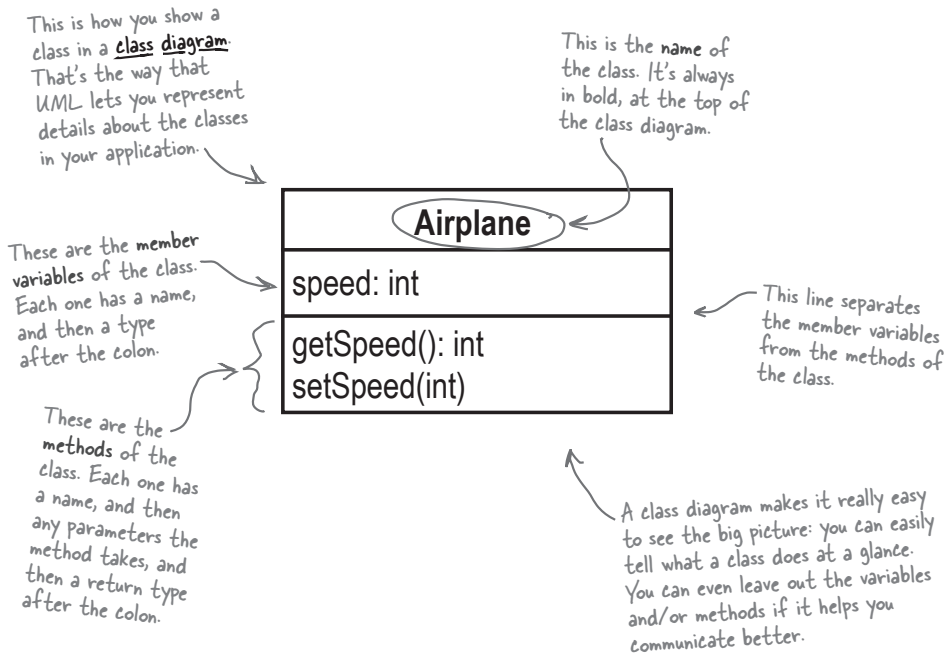 This is how you show a
class in a class diagram.
That's the way that
UML lets you represent
details about the classes
in your application.
This is the name of
the class. It's always
in bold, at the top of
the class diagram.
Airplane
These are the member
variables of the class.
Each one has a name,
and then a type
after the colon.
speed: int
This line separates
the member variables
from the methods of
the class.
getSpeed(): int
setSpeed(int)
These are the
methods of the
class. Each one has
a name, and then
any parameters the
method takes, and
then a return type
after the colon.
A class diagram makes it really easy
to see the big picture: you can easily
tell what a class does at a glance.
You can even leave out the variables
and/or methods if it helps you
communicate better.